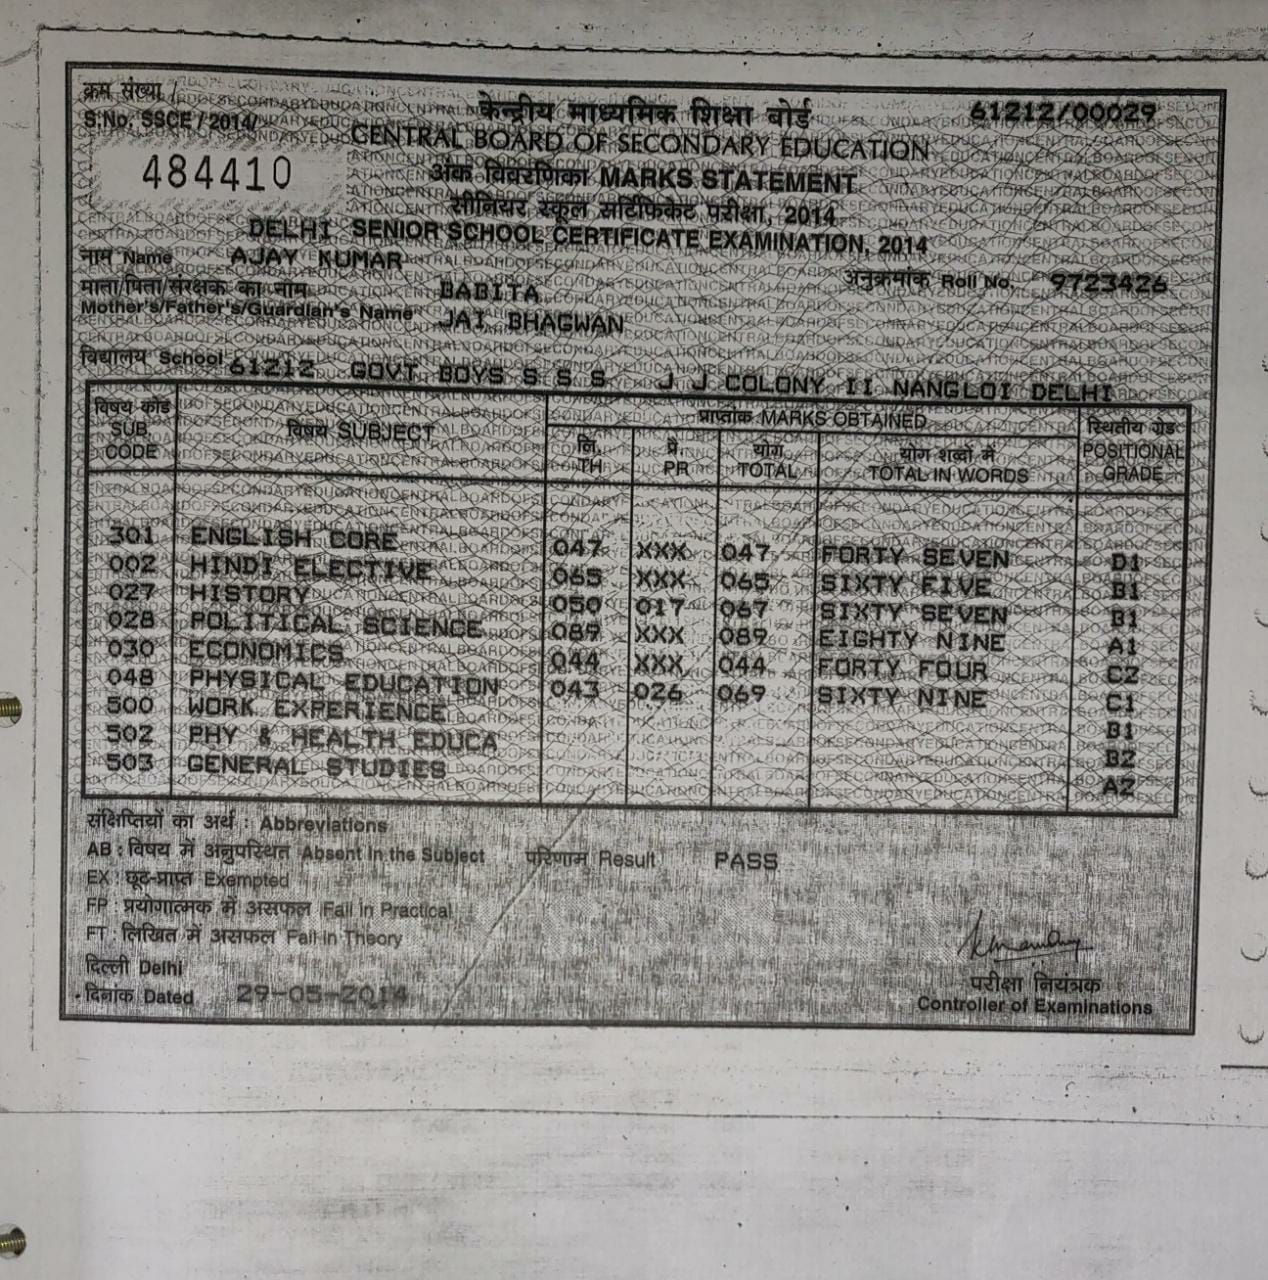 क्रम संख्या /
S.No. SSCE / 2014/
484410
61212/00029
केन्द्रीय माध्यमिक शिक्षा बोर्ड
CENTRAL BOARD OF SECONDARY EDUCATION
अंक विवरणिका MARKS STATEMENT
सीनियर स्कूल सर्टिफिकेट परीक्षा, 2014
DELHI SENIOR SCHOOL CERTIFICATE EXAMINATION, 2014
नाम Name AJAY KUMAR
अनुक्रमांक Roll No. 9723426
माता/पिता/संरक्षक का नाम BABITA
Mother's/Father's/Guardian's Name JAI BHAGWAN
विद्यालय School 61212 GOVT BOYS S S S J J COLONY II NANGLOI DELHI
विषय कोड SUB. CODE विषय SUBJECT प्राप्तांक MARKS OBTAINED स्थितीय ग्रेड POSITIONAL GRADE
लि. TH प्रे. PR योग TOTAL योग शब्दों में TOTAL IN WORDS
301 ENGLISH CORE 047 XXX 047 FORTY SEVEN D1
002 HINDI ELECTIVE 065 XXX 065 SIXTY FIVE B1
027 HISTORY 050 017 067 SIXTY SEVEN B1
028 POLITICAL SCIENCE 089 XXX 089 EIGHTY NINE A1
030 ECONOMICS 044 XXX 044 FORTY FOUR C2
048 PHYSICAL EDUCATION 043 026 069 SIXTY NINE C1
500 WORK EXPERIENCE B1
502 PHY & HEALTH EDUCA B2
503 GENERAL STUDIES A2
संक्षिप्तियों का अर्थ : Abbreviations
AB : विषय में अनुपस्थित Absent in the Subject परिणाम Result PASS
EX : छूट-प्राप्त Exempted
FP : प्रयोगात्मक में असफल Fail in Practical
FT : लिखित में असफल Fail in Theory
दिल्ली Delhi
दिनांक Dated 29-05-2014
परीक्षा नियंत्रक
Controller of Examinations